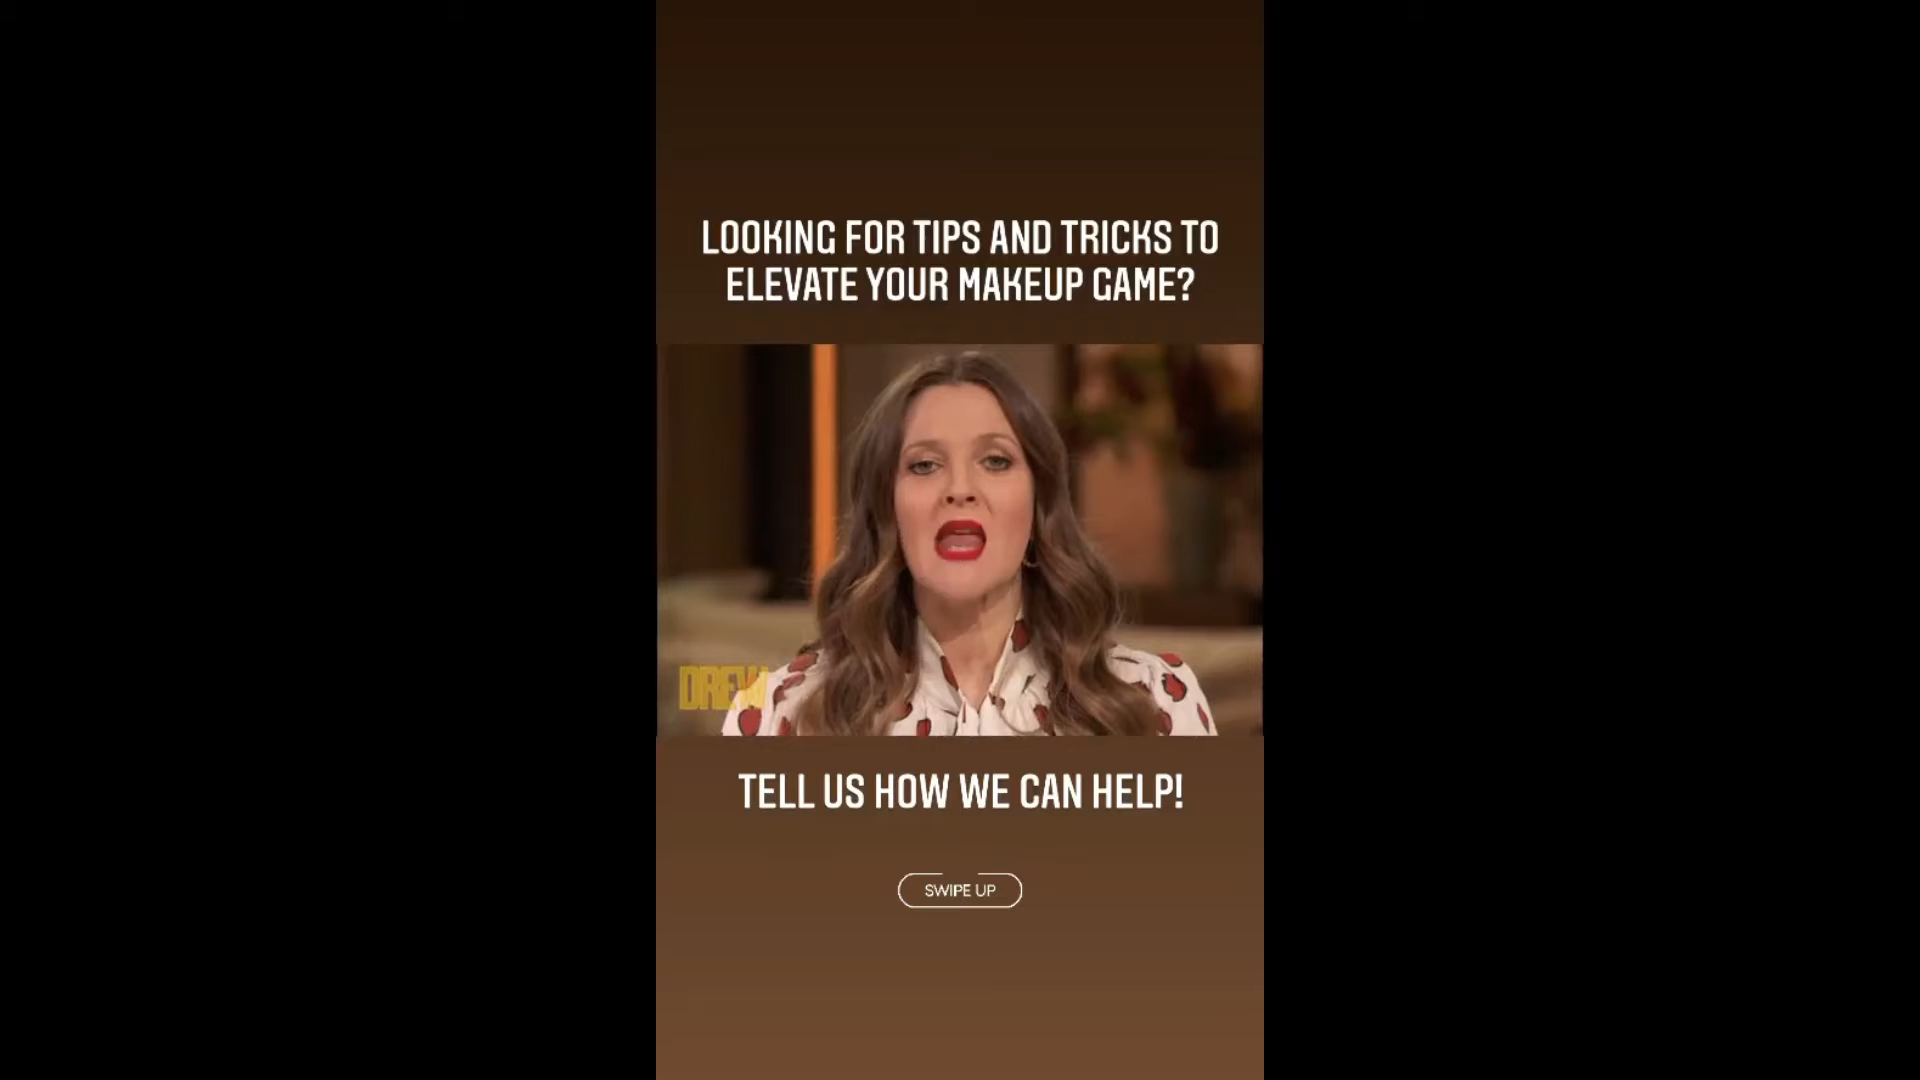 LOOKING FOR TIPS AND TRICKS TO
ELEVATE YOUR MAKEUP GAME?
DREW
TELL US HOW WE CAN HELP!
SWIPE UP